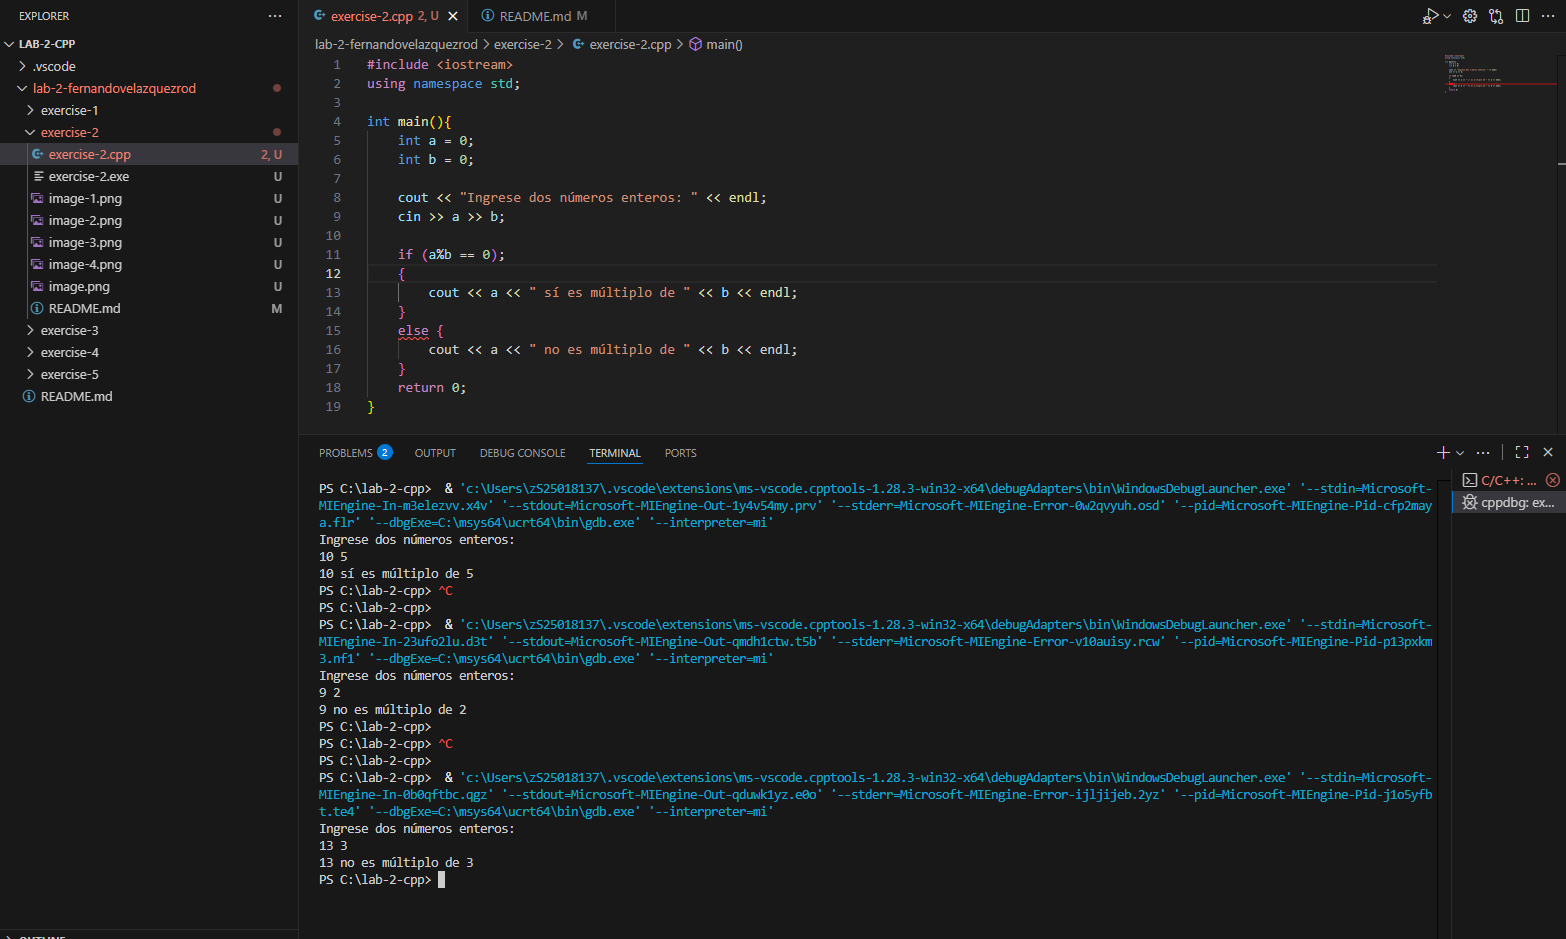 EXPLORER
LAB-2-CPP
.vscode
lab-2-fernandovelazquezrod
exercise-1
exercise-2
exercise-2.cpp 2, U
exercise-2.exe U
image-1.png U
image-2.png U
image-3.png U
image-4.png U
image.png U
README.md M
exercise-3
exercise-4
exercise-5
README.md
exercise-2.cpp 2, U
README.md M
lab-2-fernandovelazquezrod > exercise-2 > exercise-2.cpp > main()
1 #include <iostream>
2 using namespace std;
3
4 int main(){
5 int a = 0;
6 int b = 0;
7
8 cout << "Ingrese dos números enteros: " << endl;
9 cin >> a >> b;
10
11 if (a%b == 0);
12 {
13 cout << a << " sí es múltiplo de " << b << endl;
14 }
15 else {
16 cout << a << " no es múltiplo de " << b << endl;
17 }
18 return 0;
19 }
PROBLEMS 2 OUTPUT DEBUG CONSOLE TERMINAL PORTS
PS C:\lab-2-cpp> & 'c:\Users\zS25018137\.vscode\extensions\ms-vscode.cpptools-1.28.3-win32-x64\debugAdapters\bin\WindowsDebugLauncher.exe' '--stdin=Microsoft-
MIEngine-In-m3elezvv.x4v' '--stdout=Microsoft-MIEngine-Out-1y4v54my.prv' '--stderr=Microsoft-MIEngine-Error-0w2qvyuh.osd' '--pid=Microsoft-MIEngine-Pid-cfp2may
a.flr' '--dbgExe=C:\msys64\ucrt64\bin\gdb.exe' '--interpreter=mi'
Ingrese dos números enteros:
10 5
10 sí es múltiplo de 5
PS C:\lab-2-cpp> ^C
PS C:\lab-2-cpp>
PS C:\lab-2-cpp> & 'c:\Users\zS25018137\.vscode\extensions\ms-vscode.cpptools-1.28.3-win32-x64\debugAdapters\bin\WindowsDebugLauncher.exe' '--stdin=Microsoft-
MIEngine-In-23ufo2lu.d3t' '--stdout=Microsoft-MIEngine-Out-qmdh1ctw.t5b' '--stderr=Microsoft-MIEngine-Error-v10auisy.rcw' '--pid=Microsoft-MIEngine-Pid-p13pxkm
3.nf1' '--dbgExe=C:\msys64\ucrt64\bin\gdb.exe' '--interpreter=mi'
Ingrese dos números enteros:
9 2
9 no es múltiplo de 2
PS C:\lab-2-cpp>
PS C:\lab-2-cpp> ^C
PS C:\lab-2-cpp>
PS C:\lab-2-cpp> & 'c:\Users\zS25018137\.vscode\extensions\ms-vscode.cpptools-1.28.3-win32-x64\debugAdapters\bin\WindowsDebugLauncher.exe' '--stdin=Microsoft-
MIEngine-In-0b0qftbc.qgz' '--stdout=Microsoft-MIEngine-Out-qduwk1yz.e0o' '--stderr=Microsoft-MIEngine-Error-ijljijeb.2yz' '--pid=Microsoft-MIEngine-Pid-j1o5yfb
t.te4' '--dbgExe=C:\msys64\ucrt64\bin\gdb.exe' '--interpreter=mi'
Ingrese dos números enteros:
13 3
13 no es múltiplo de 3
PS C:\lab-2-cpp>
C/C++: ...
cppdbg: ex...